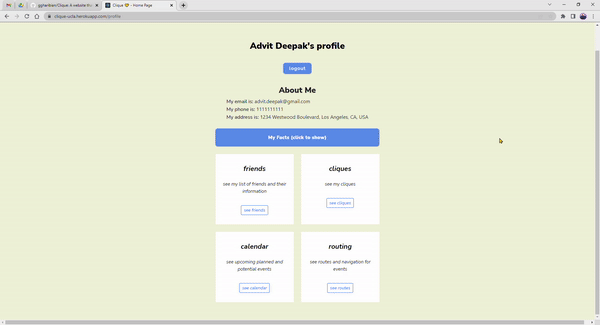 gghanbian/Clique: A website tha
Clique 😎 - Home Page
clique-ucla.herokuapp.com/profile
Advit Deepak's profile
logout
About Me
My email is: advit.deepak@gmail.com
My phone is: 1111111111
My address is: 1234 Westwood Boulevard, Los Angeles, CA, USA
My Facts (click to show)
friends
see my list of friends and their
information
see friends
cliques
see my cliques
see cliques
calendar
see upcoming planned and
potential events
see calendar
routing
see routes and navigation for
events
see routes